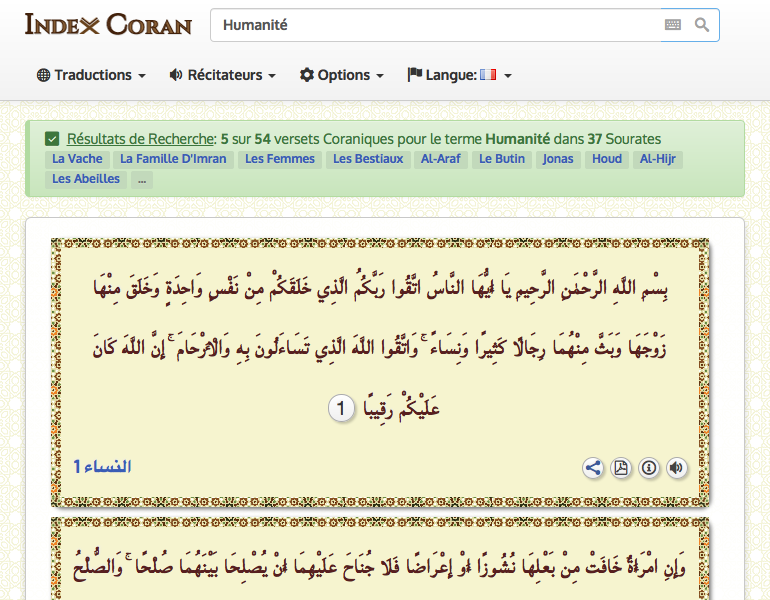 INDEX CORAN
Humanité
Traductions
Récitateurs
Options
Langue:
Résultats de Recherche: 5 sur 54 versets Coraniques pour le terme Humanité dans 37 Sourates
La Vache La Famille D'Imran Les Femmes Les Bestiaux Al-Araf Le Butin Jonas Houd Al-Hijr
Les Abeilles ...
بِسْمِ اللَّهِ الرَّحْمَٰنِ الرَّحِيمِ يَا أَيُّهَا النَّاسُ اتَّقُوا رَبَّكُمُ الَّذِي خَلَقَكُمْ مِنْ نَفْسٍ وَاحِدَةٍ وَخَلَقَ مِنْهَا
زَوْجَهَا وَبَثَّ مِنْهُمَا رِجَالًا كَثِيرًا وَنِسَاءً ۚ وَاتَّقُوا اللَّهَ الَّذِي تَسَاءَلُونَ بِهِ وَالْأَرْحَامَ ۚ إِنَّ اللَّهَ كَانَ
عَلَيْكُمْ رَقِيبًا 1
النساء 1
وَإِنِ امْرَأَةٌ خَافَتْ مِنْ بَعْلِهَا نُشُوزًا أَوْ إِعْرَاضًا فَلَا جُنَاحَ عَلَيْهِمَا أَنْ يُصْلِحَا بَيْنَهُمَا صُلْحًا ۚ وَالصُّلْحُ